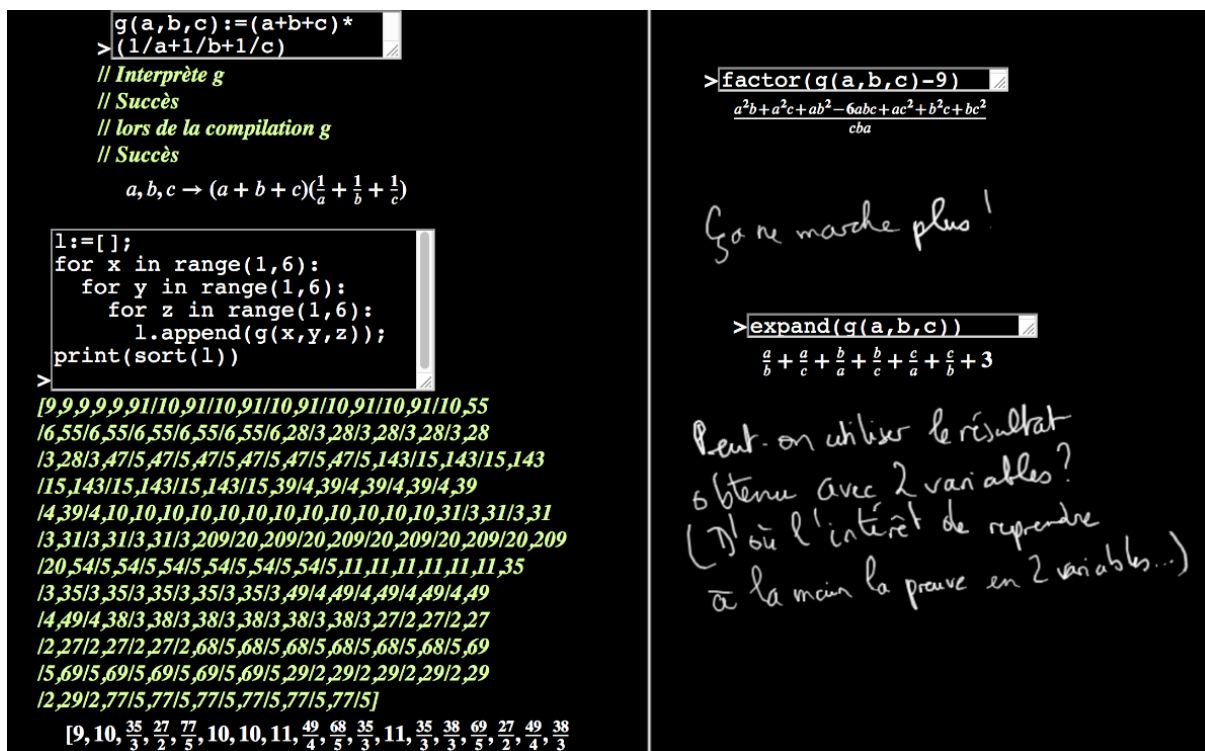 g(a,b,c):=(a+b+c)*
>(1/a+1/b+1/c)
// Interprète g
// Succès
// lors de la compilation g
// Succès
a, b, c → (a + b + c)(1/a + 1/b + 1/c)
l:=[];
for x in range(1,6):
for y in range(1,6):
for z in range(1,6):
l.append(g(x,y,z));
print(sort(l))
>
[9,9,9,9,9,91/10,91/10,91/10,91/10,91/10,91/10,55
/6,55/6,55/6,55/6,55/6,55/6,28/3,28/3,28/3,28/3,28
/3,28/3,47/5,47/5,47/5,47/5,47/5,47/5,143/15,143/15,143
/15,143/15,143/15,143/15,39/4,39/4,39/4,39/4,39
/4,39/4,10,10,10,10,10,10,10,10,10,10,10,10,31/3,31/3,31
/3,31/3,31/3,31/3,209/20,209/20,209/20,209/20,209/20,209
/20,54/5,54/5,54/5,54/5,54/5,54/5,11,11,11,11,11,11,35
/3,35/3,35/3,35/3,35/3,35/3,49/4,49/4,49/4,49/4,49
/4,49/4,38/3,38/3,38/3,38/3,38/3,38/3,27/2,27/2,27
/2,27/2,27/2,27/2,68/5,68/5,68/5,68/5,68/5,68/5,69
/5,69/5,69/5,69/5,69/5,69/5,29/2,29/2,29/2,29/2,29
/2,29/2,77/5,77/5,77/5,77/5,77/5,77/5]
[9, 10, 35/3, 27/2, 77/5, 10, 10, 11, 49/4, 68/5, 35/3, 11, 35/3, 38/3, 69/5, 27/2, 49/4, 38/3
>factor(g(a,b,c)-9)
a²b+a²c+ab²−6abc+ac²+b²c+bc²
cba
Ça ne marche plus !
>expand(g(a,b,c))
a/b + a/c + b/a + b/c + c/a + c/b + 3
Peut-on utiliser le résultat
obtenu avec 2 variables ?
(D'où l'intérêt de reprendre
à la main la preuve en 2 variables...)